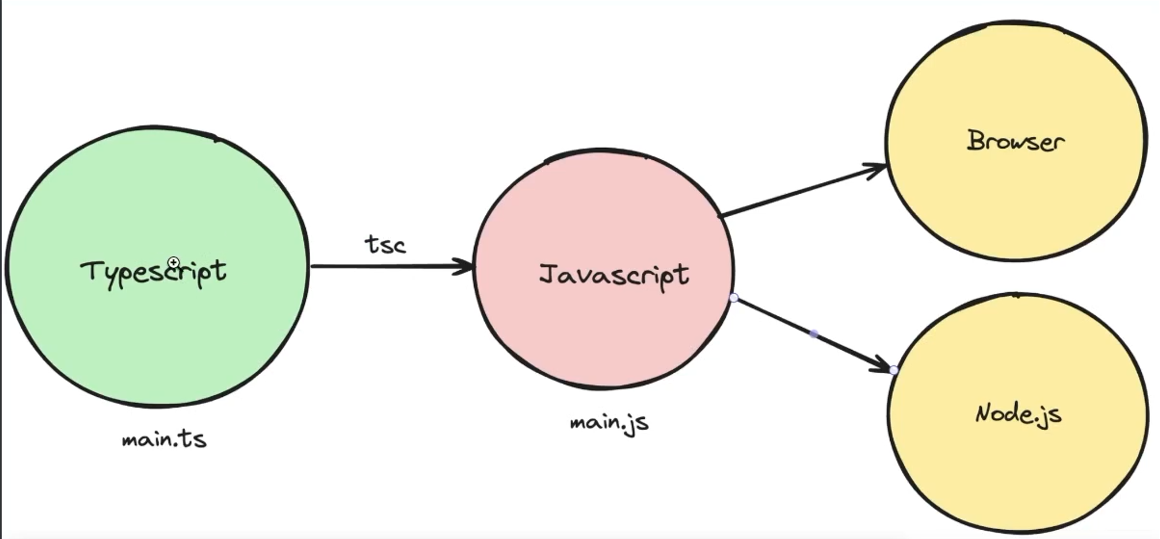 Typescript
main.ts
tsc
Javascript
main.js
Browser
Node.js